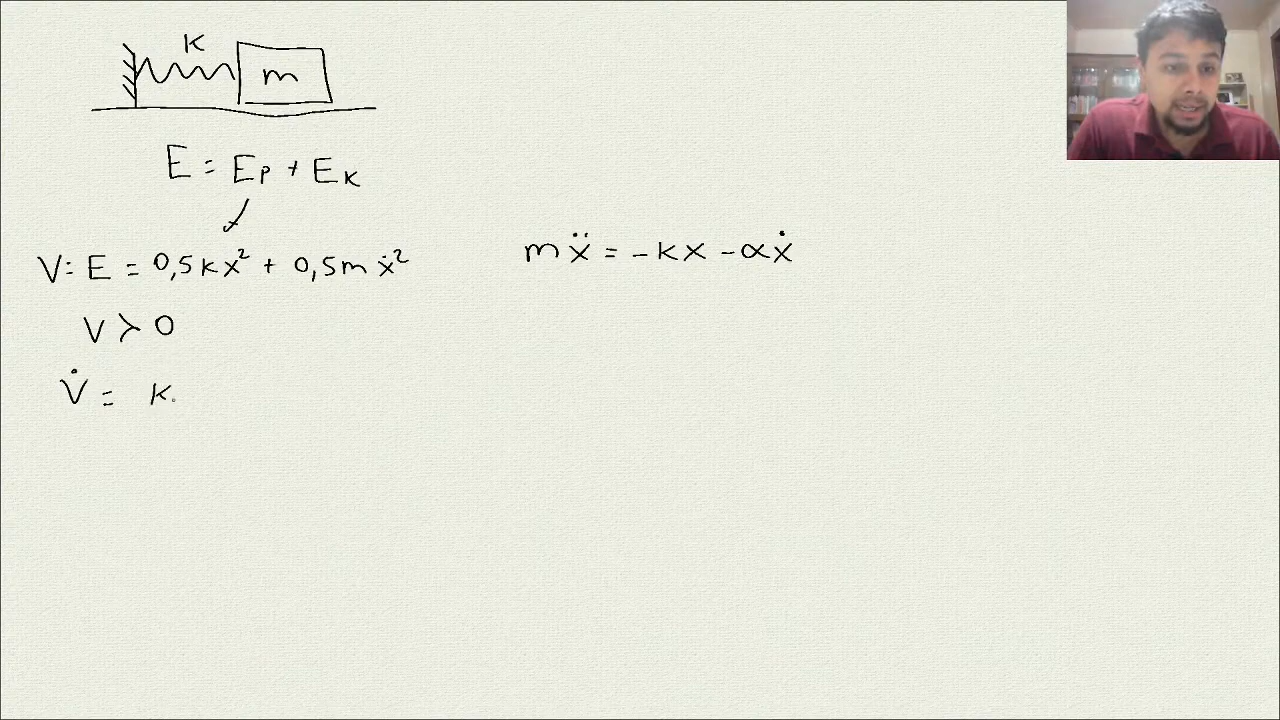 k
m
E = Ep + Ek
V = E = 0,5kx² + 0,5mẋ²
mẍ = -kx - αẋ
V ≻ 0
V̇ = k